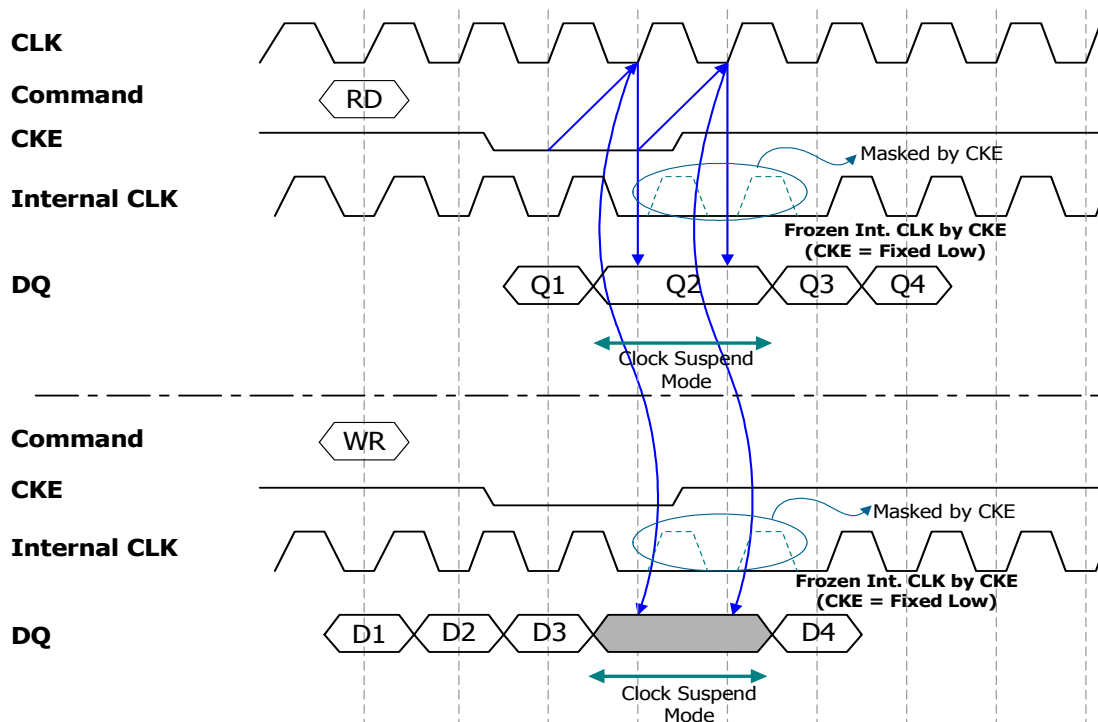 CLK
Command
RD
CKE
Masked by CKE
Internal CLK
Frozen Int. CLK by CKE
(CKE = Fixed Low)
DQ
Q1
Q2
Q3
Q4
Clock Suspend
Mode
Command
WR
CKE
Masked by CKE
Internal CLK
Frozen Int. CLK by CKE
(CKE = Fixed Low)
DQ
D1
D2
D3
D4
Clock Suspend
Mode